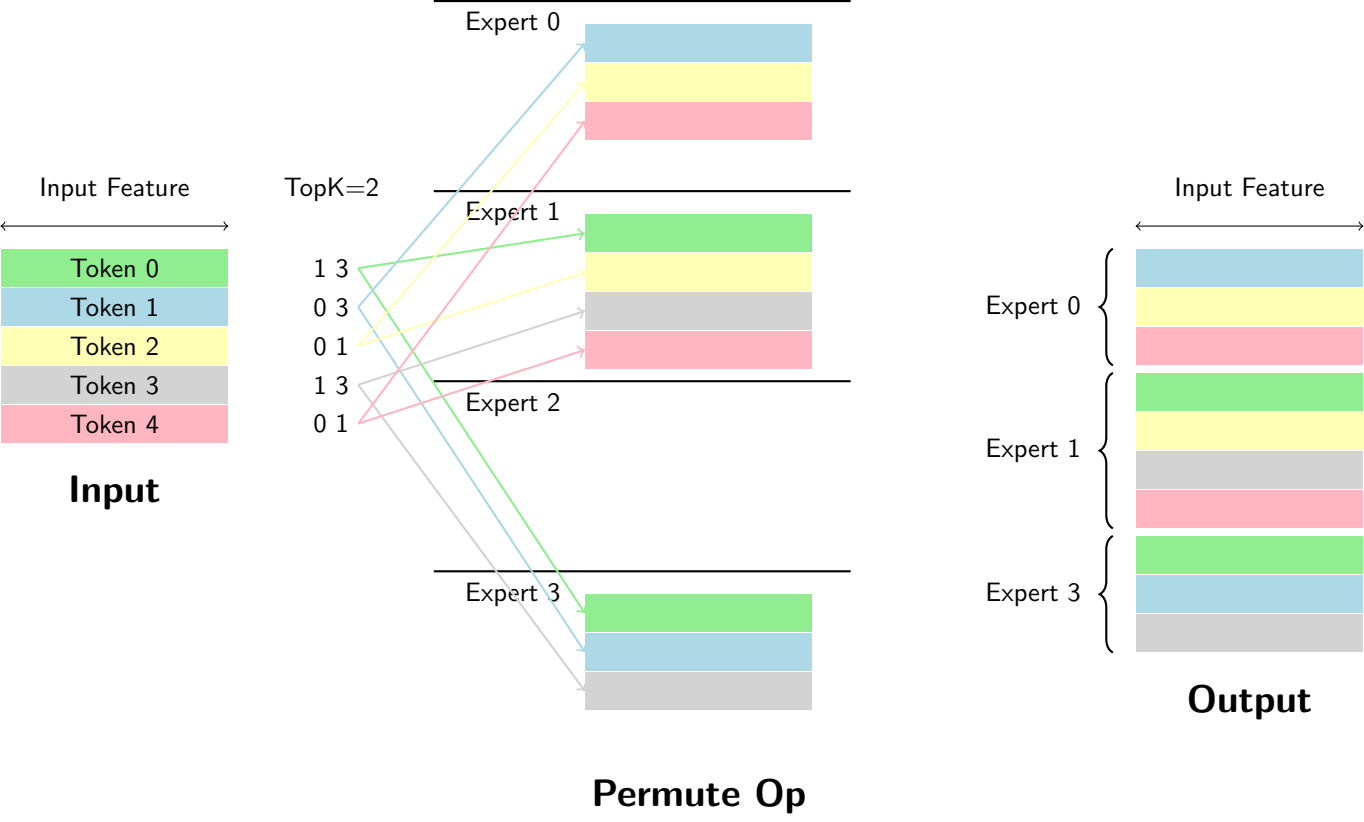 Input Feature
Token 0
Token 1
Token 2
Token 3
Token 4
Input
TopK=2
1 3
0 3
0 1
1 3
0 1
Expert 0
Expert 1
Expert 2
Expert 3
Permute Op
Input Feature
Expert 0
Expert 1
Expert 3
Output